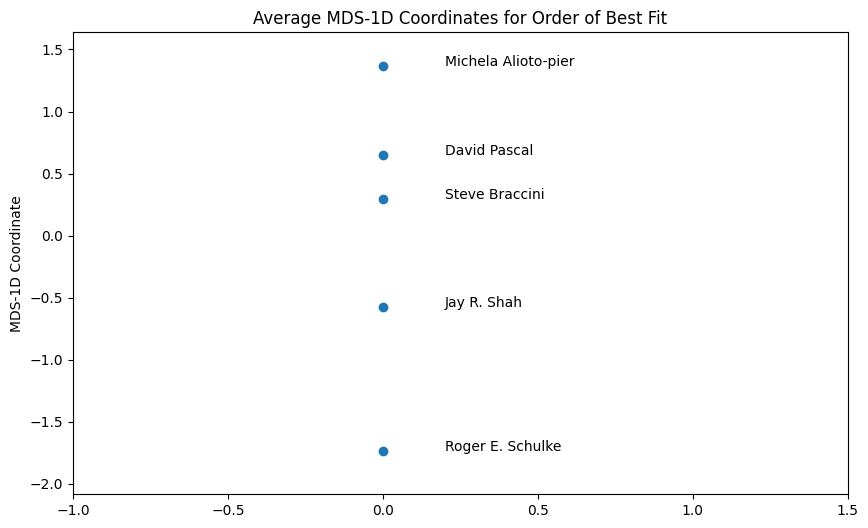 Average MDS-1D Coordinates for Order of Best Fit
MDS-1D Coordinate
1.5
1.0
0.5
0.0
−0.5
−1.0
−1.5
−2.0
Michela Alioto-pier
David Pascal
Steve Braccini
Jay R. Shah
Roger E. Schulke
−1.0
−0.5
0.0
0.5
1.0
1.5